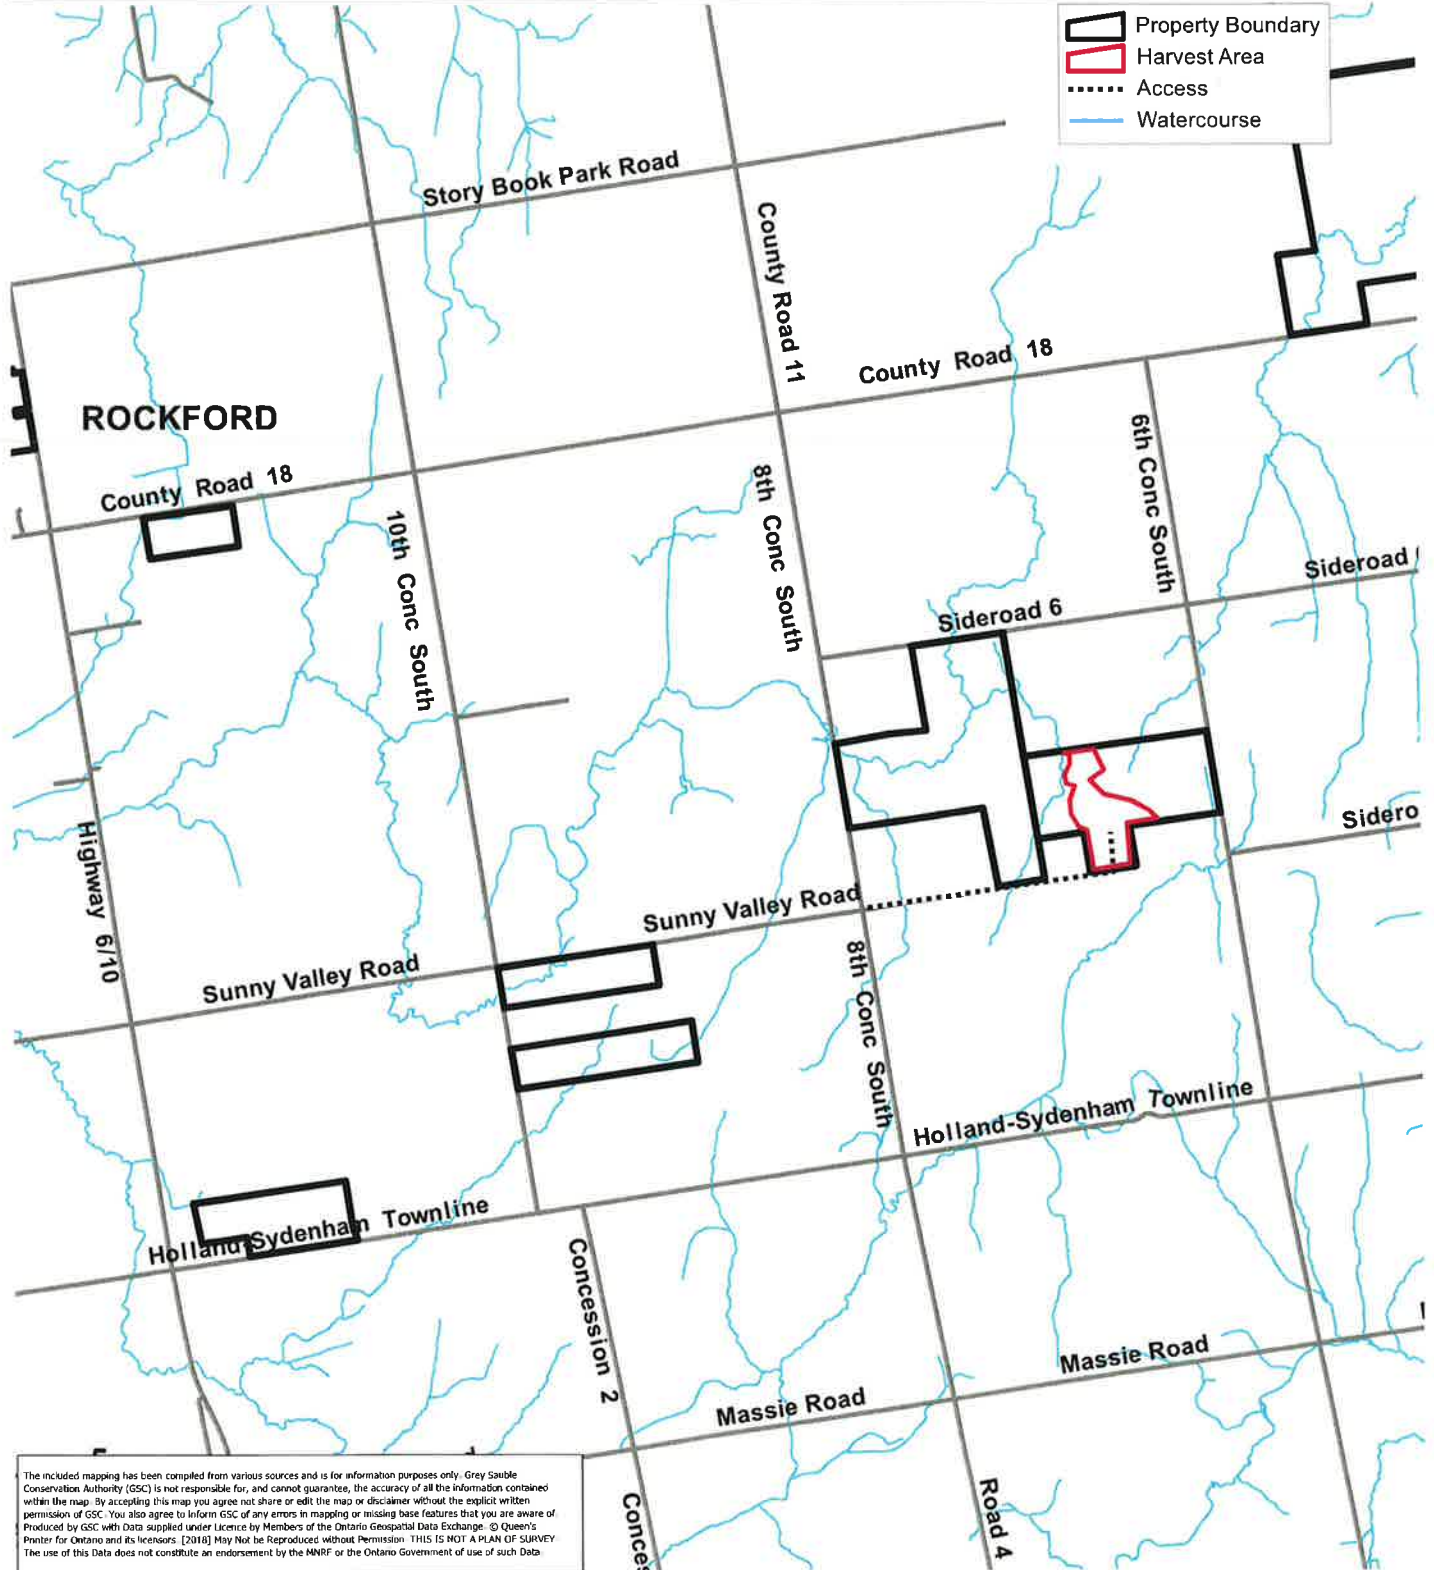 Property Boundary
Harvest Area
Access
Watercourse
Story Book Park Road
County Road 11
County Road 18
ROCKFORD
County Road 18
6th Conc South
8th Conc South
10th Conc South
Sideroad
Sideroad 6
Sidero
Highway 6/10
Sunny Valley Road
Sunny Valley Road
8th Conc South
Holland-Sydenham Townline
Holland-Sydenham Townline
Concession 2
Massie Road
Massie Road
Road 4
Conces
The included mapping has been compiled from various sources and is for information purposes only. Grey Sauble
Conservation Authority (GSC) is not responsible for, and cannot guarantee, the accuracy of all the information contained
within the map. By accepting this map you agree not share or edit the map or disclaimer without the explicit written
permission of GSC. You also agree to inform GSC of any errors in mapping or missing base features that you are aware of.
Produced by GSC with Data supplied under Licence by Members of the Ontario Geospatial Data Exchange. © Queen's
Printer for Ontario and its licensors. [2018] May Not be Reproduced without Permission. THIS IS NOT A PLAN OF SURVEY
The use of this Data does not constitute an endorsement by the MNRF or the Ontario Government of use of such Data